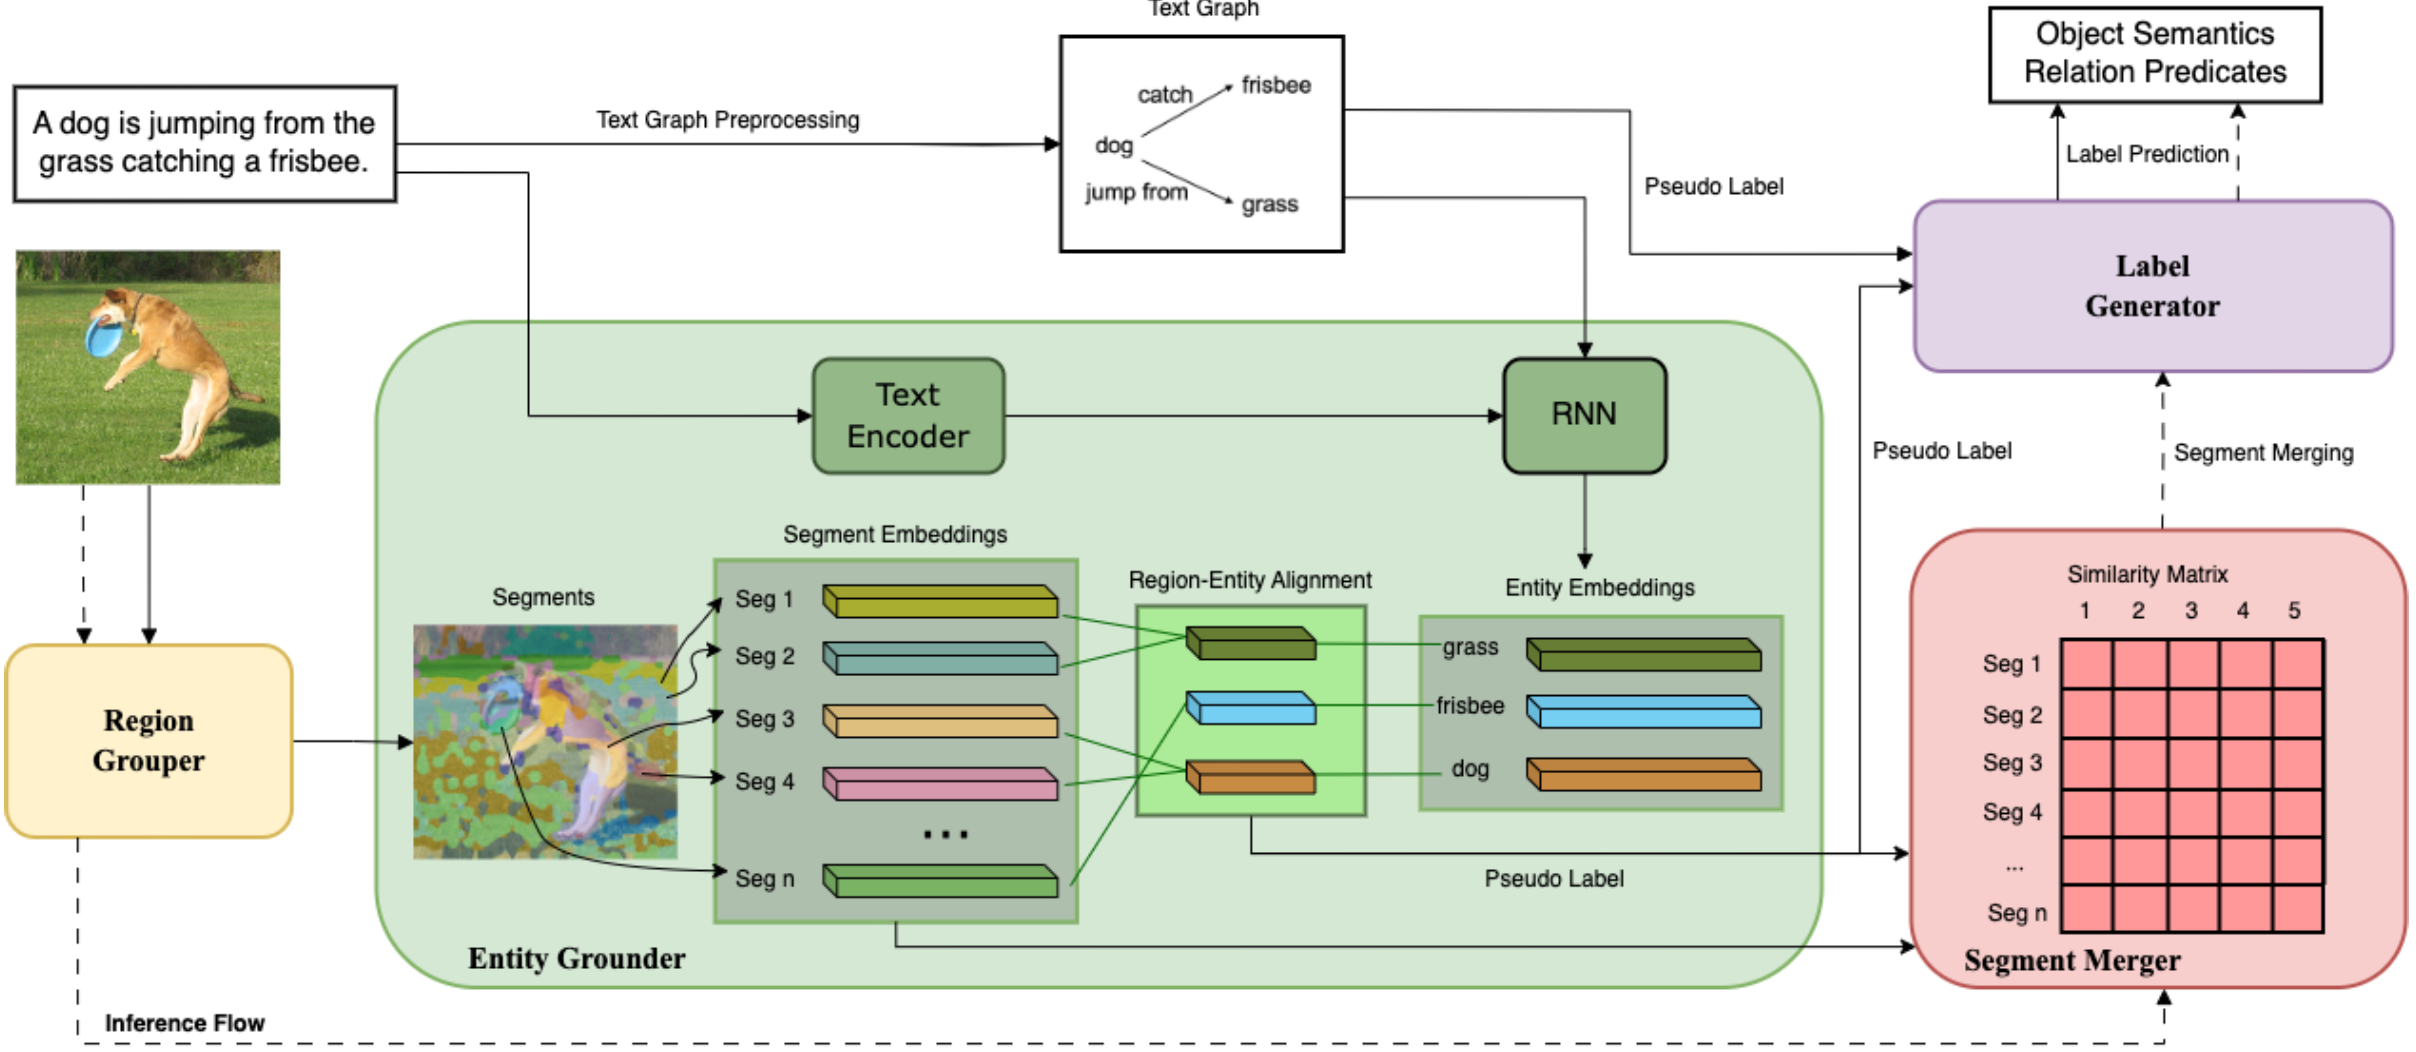 Text Graph
Object Semantics
Relation Predicates
A dog is jumping from the
grass catching a frisbee.
Text Graph Preprocessing
catch
frisbee
dog
jump from
grass
Pseudo Label
Label Prediction
Label
Generator
Text
Encoder
RNN
Pseudo Label
Segment Merging
Segment Embeddings
Segments
Region-Entity Alignment
Entity Embeddings
Similarity Matrix
1 2 3 4 5
Seg 1
Seg 2
Seg 3
Seg 4
...
Seg n
grass
frisbee
dog
Region
Grouper
Seg 1
Seg 2
Seg 3
Seg 4
...
Seg n
Pseudo Label
Entity Grounder
Segment Merger
Inference Flow